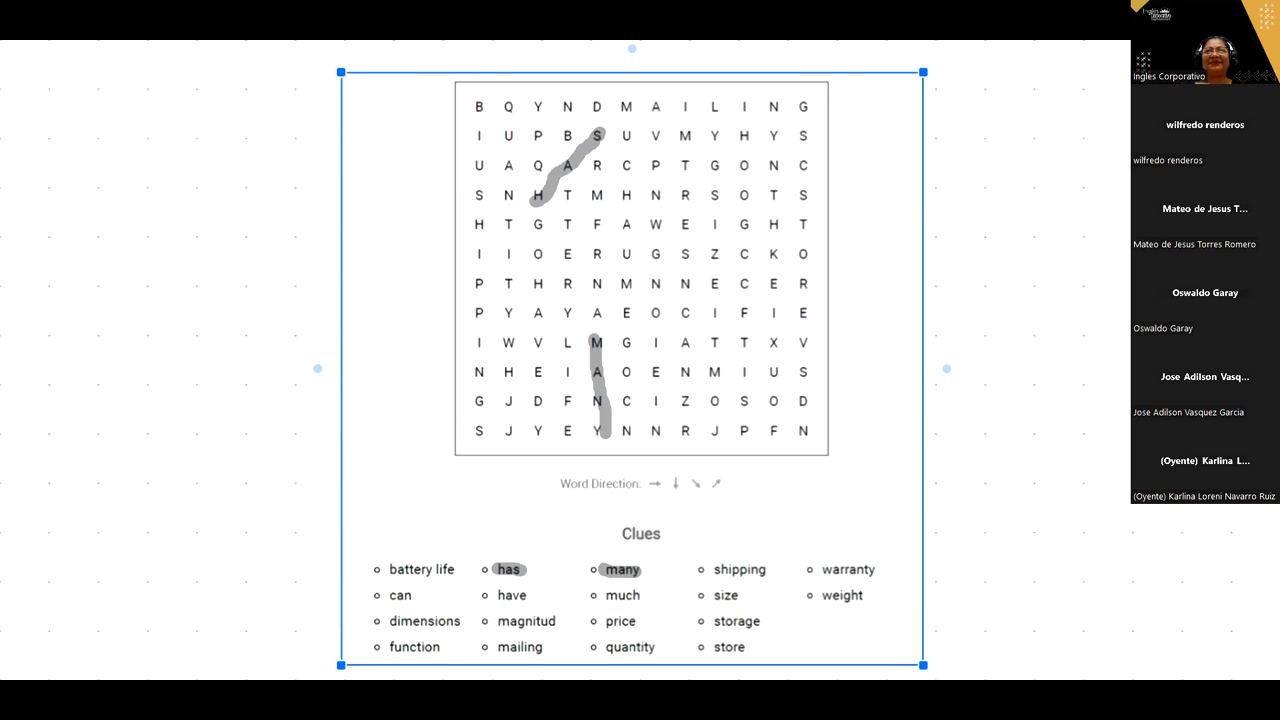 B Q Y N D M A I L I N G
I U P B S U V M Y H Y S
U A Q A R C P T G O N C
S N H T M H N R S O T S
H T G T F A W E I G H T
I I O E R U G S Z C K O
P T H R N M N N E C E R
P Y A Y A E O C I F I E
I W V L M G I A T T X V
N H E I A O E N M I U S
G J D F N C I Z O S O D
S J Y E Y N N R J P F N
Word Direction:
Clues
battery life has many shipping warranty
can have much size weight
dimensions magnitud price storage
function mailing quantity store
Inglés Corporativo
Ingles Corporativo
wilfredo renderos
wilfredo renderos
Mateo de Jesus T...
Mateo de Jesus Torres Romero
Oswaldo Garay
Oswaldo Garay
Jose Adilson Vasq...
Jose Adilson Vasquez Garcia
(Oyente) Karlina L...
(Oyente) Karlina Loreni Navarro Ruiz